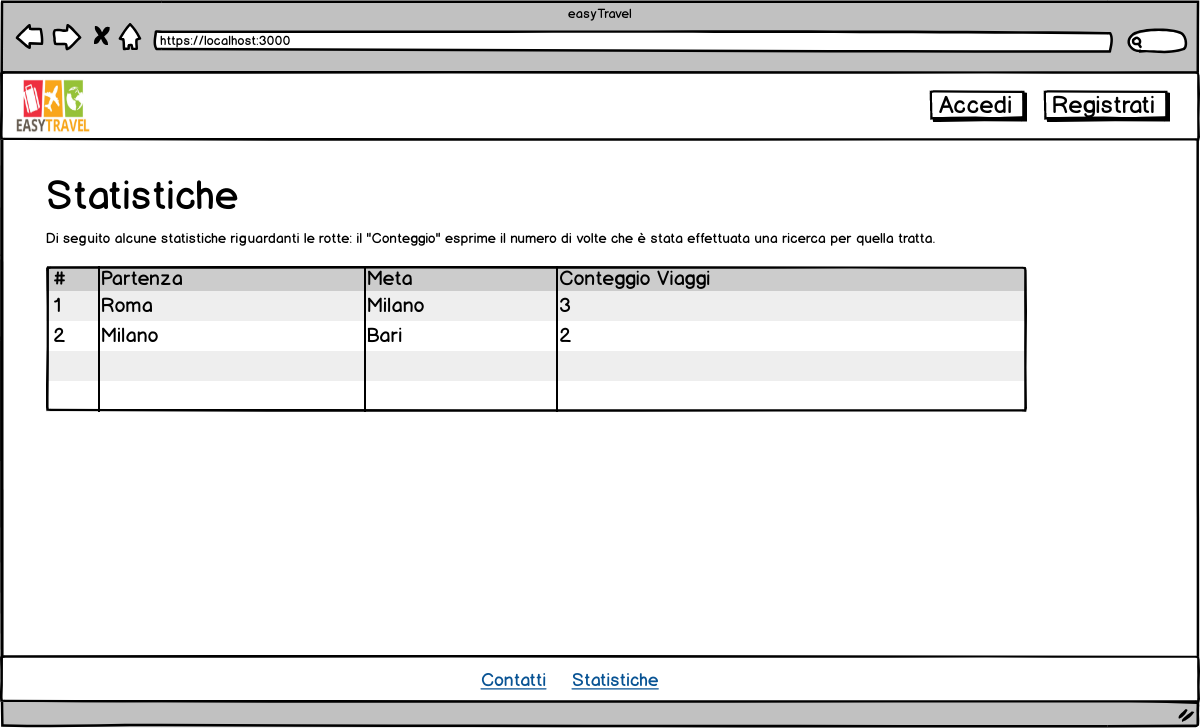 easyTravel
https://localhost:3000
EASYTRAVEL
Accedi Registrati
Statistiche
Di seguito alcune statistiche riguardanti le rotte: il "Conteggio" esprime il numero di volte che è stata effettuata una ricerca per quella tratta.
# Partenza Meta Conteggio Viaggi
1 Roma Milano 3
2 Milano Bari 2
Contatti Statistiche